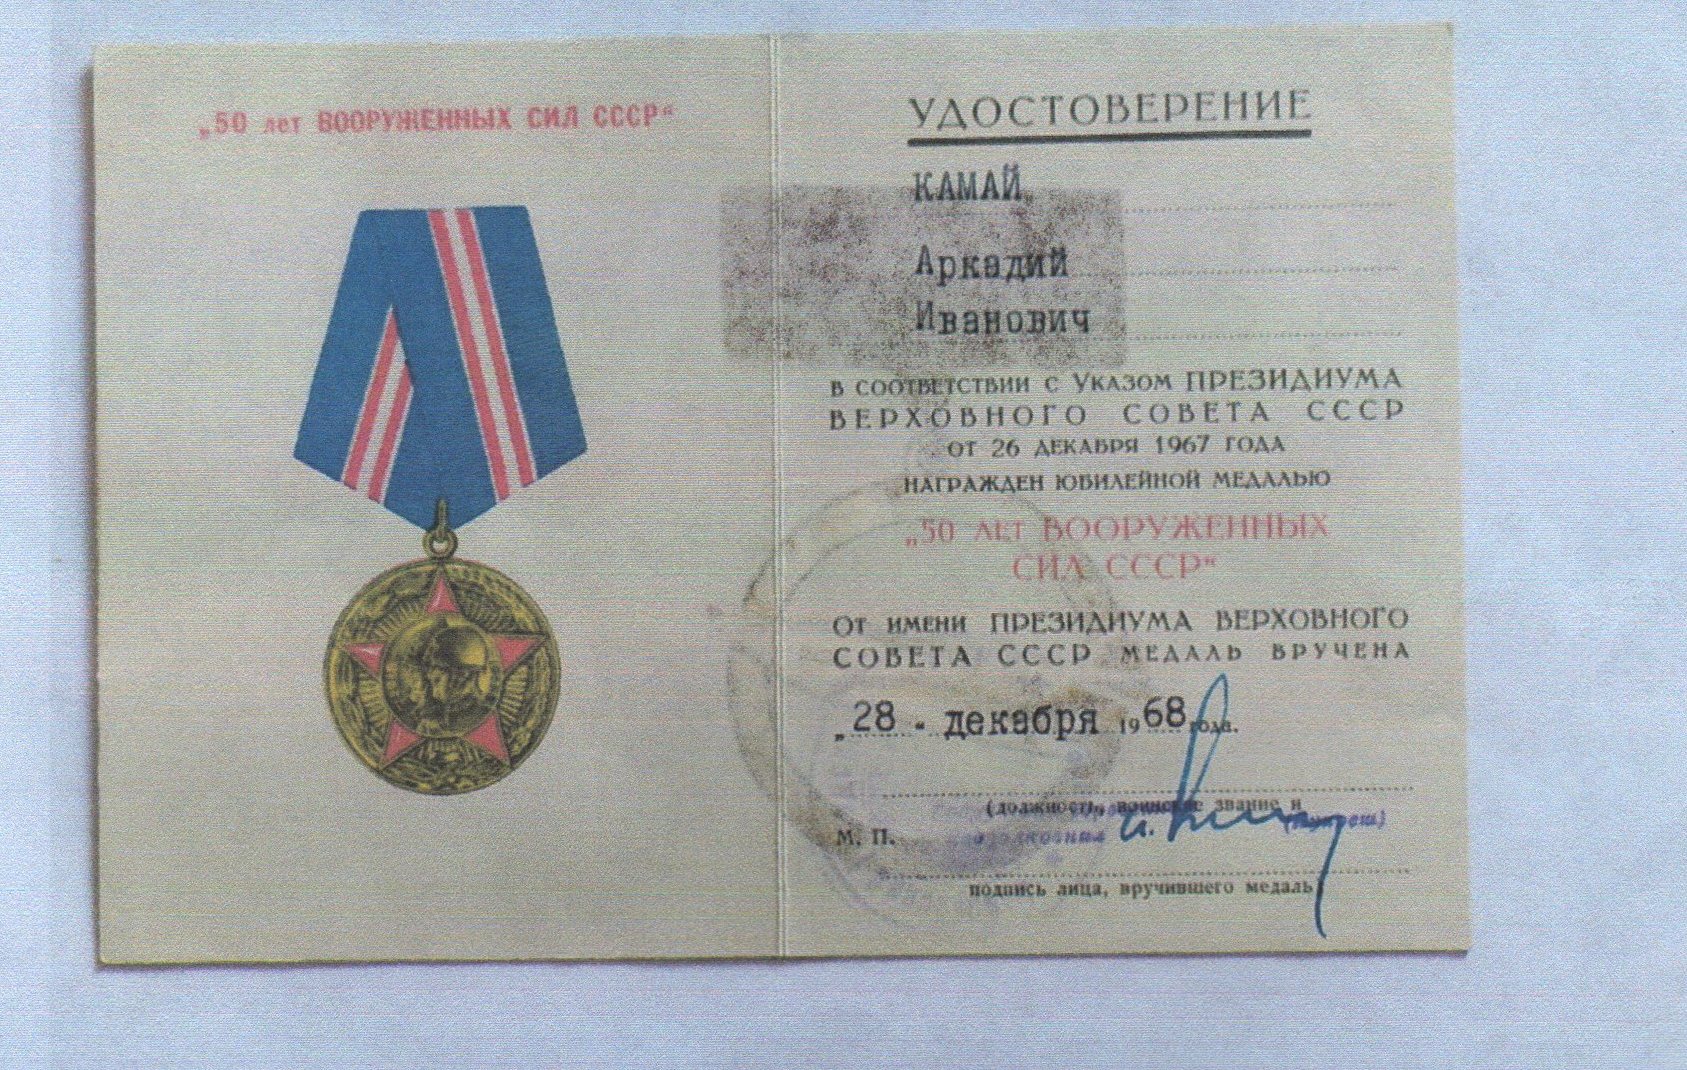 „50 лет ВООРУЖЕННЫХ СИЛ СССР“
УДОСТОВЕРЕНИЕ
КАМАЙ
Аркадий
Иванович
В СООТВЕТСТВИИ С УКАЗОМ ПРЕЗИДИУМА
ВЕРХОВНОГО СОВЕТА СССР
ОТ 26 ДЕКАБРЯ 1967 ГОДА
НАГРАЖДЕН ЮБИЛЕЙНОЙ МЕДАЛЬЮ
„50 ЛЕТ ВООРУЖЕННЫХ
СИЛ СССР“
ОТ ИМЕНИ ПРЕЗИДИУМА ВЕРХОВНОГО
СОВЕТА СССР МЕДАЛЬ ВРУЧЕНА
„28 - декабря 1968 года.
(должность, воинское звание и
М. П.
подпись лица, вручившего медаль)